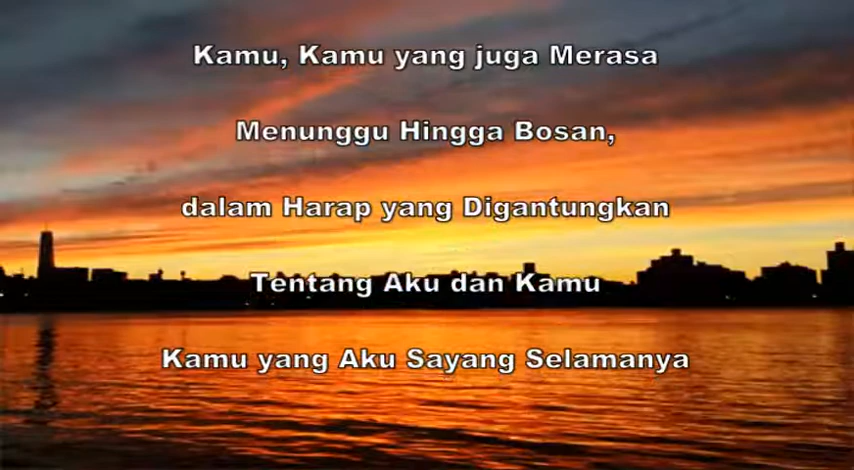 Kamu, Kamu yang juga Merasa
Menunggu Hingga Bosan,
dalam Harap yang Digantungkan
Tentang Aku dan Kamu
Kamu yang Aku Sayang Selamanya